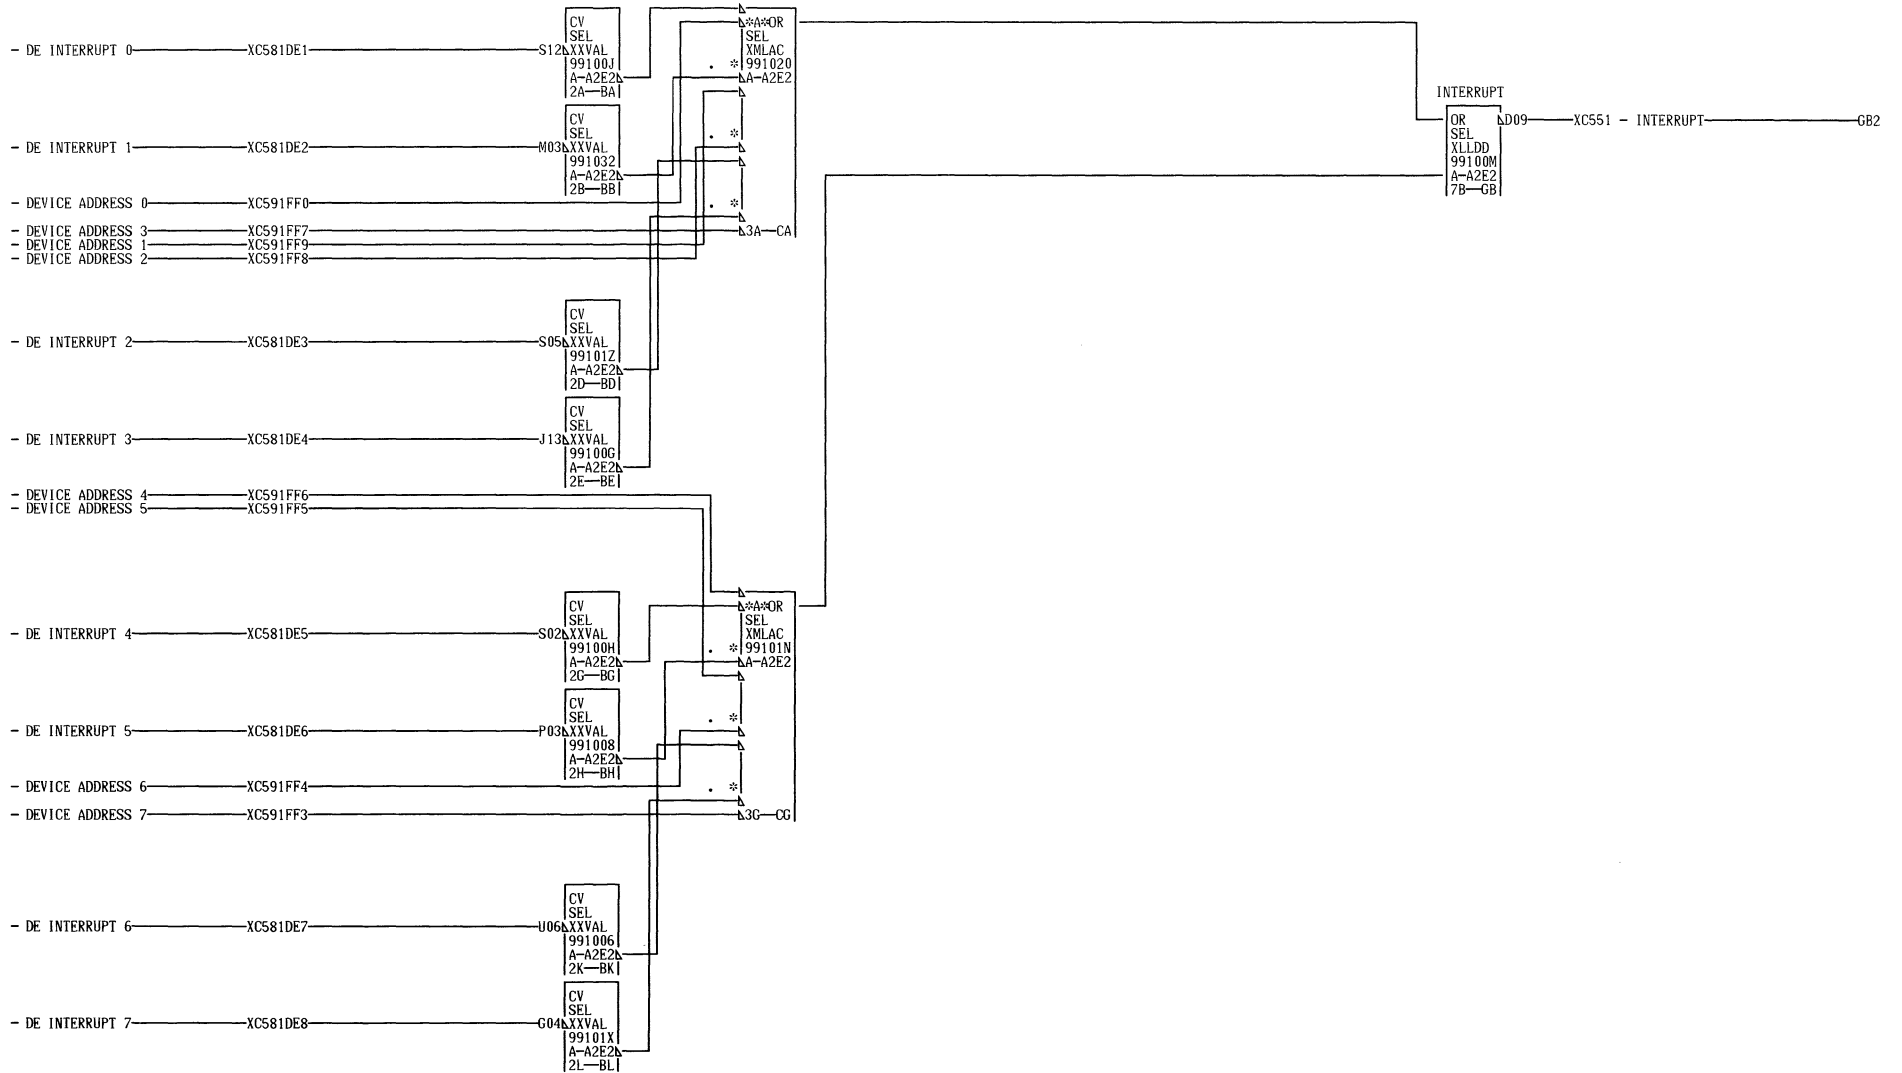 - DE INTERRUPT 0 XC581DE1 S12
CV
SEL
XXVAL
99100J
A-A2E2
2A BA
*A*OR
SEL
XMLAC
. * 991020
A-A2E2
. *
. *
3A CA
INTERRUPT
OR
SEL
XLLDD
99100M
A-A2E2
7B GB
D09 XC551 - INTERRUPT GB2
- DE INTERRUPT 1 XC581DE2 M03
CV
SEL
XXVAL
991032
A-A2E2
2B BB
- DEVICE ADDRESS 0 XC591FF0
- DEVICE ADDRESS 3 XC591FF7
- DEVICE ADDRESS 1 XC591FF9
- DEVICE ADDRESS 2 XC591FF8
- DE INTERRUPT 2 XC581DE3 S05
CV
SEL
XXVAL
99101Z
A-A2E2
2D BD
- DE INTERRUPT 3 XC581DE4 J13
CV
SEL
XXVAL
99100G
A-A2E2
2E BE
- DEVICE ADDRESS 4 XC591FF6
- DEVICE ADDRESS 5 XC591FF5
- DE INTERRUPT 4 XC581DE5 S02
CV
SEL
XXVAL
99100H
A-A2E2
2G BG
*A*OR
SEL
XMLAC
. * 99101N
A-A2E2
. *
. *
3G CG
- DE INTERRUPT 5 XC581DE6 P03
CV
SEL
XXVAL
991008
A-A2E2
2H BH
- DEVICE ADDRESS 6 XC591FF4
- DEVICE ADDRESS 7 XC591FF3
- DE INTERRUPT 6 XC581DE7 U06
CV
SEL
XXVAL
991006
A-A2E2
2K BK
- DE INTERRUPT 7 XC581DE8 G04
CV
SEL
XXVAL
99101X
A-A2E2
2L BL